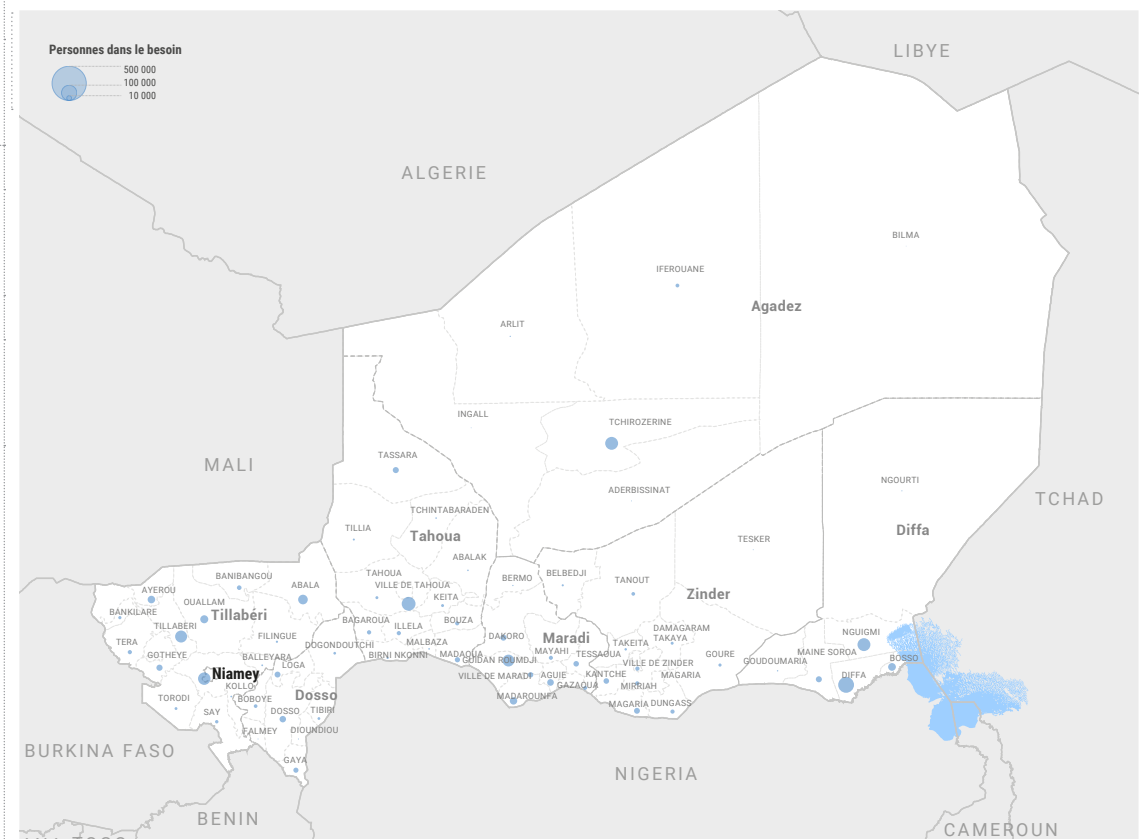 Personnes dans le besoin
500 000
100 000
10 000
LIBYE
ALGERIE
BILMA
IFEROUANE
Agadez
ARLIT
INGALL
TCHIROZERINE
TASSARA
MALI
NGOURTI
ADERBISSINAT
TCHAD
TCHINTABARADEN
TILLIA
Tahoua
Diffa
TESKER
ABALAK
TAHOUA
BANIBANGOU
BERMO
BELBEDJI
TANOUT
ABALA
VILLE DE TAHOUA
AYEROU
KEITA
Zinder
OUALLAM
BANKILARE
Tillabéri
BAGAROUA
BOUZA
TILLABERI
ILLELA
DAMAGARAM
TAKAYA
NGUIGMI
TERA
FILINGUE
DAKORO
Maradi
MALBAZA
TAKEITA
DOGONDOUTCHI
MAYAHI
MAINE SOROA
GOTHEYE
BALLEYARA
BIRNI NKONNI
MADAOUA
TESSAOUA
GOURE
BOSSO
GUIDAN ROUMDJI
GOUDOUMARIA
LOGA
VILLE DE ZINDER
Niamey
VILLE DE MARADI
AGUIE
KANTCHE
MAGARIA
DIFFA
KOLLO
GAZAOUA
MIRRIAH
TORODI
BOBOYE
Dosso
MADAROUNFA
MAGARIA
DUNGASS
SAY
DOSSO
TIBIRI
FALMEY
DIOUNDIOU
BURKINA FASO
GAYA
NIGERIA
BENIN
CAMEROUN